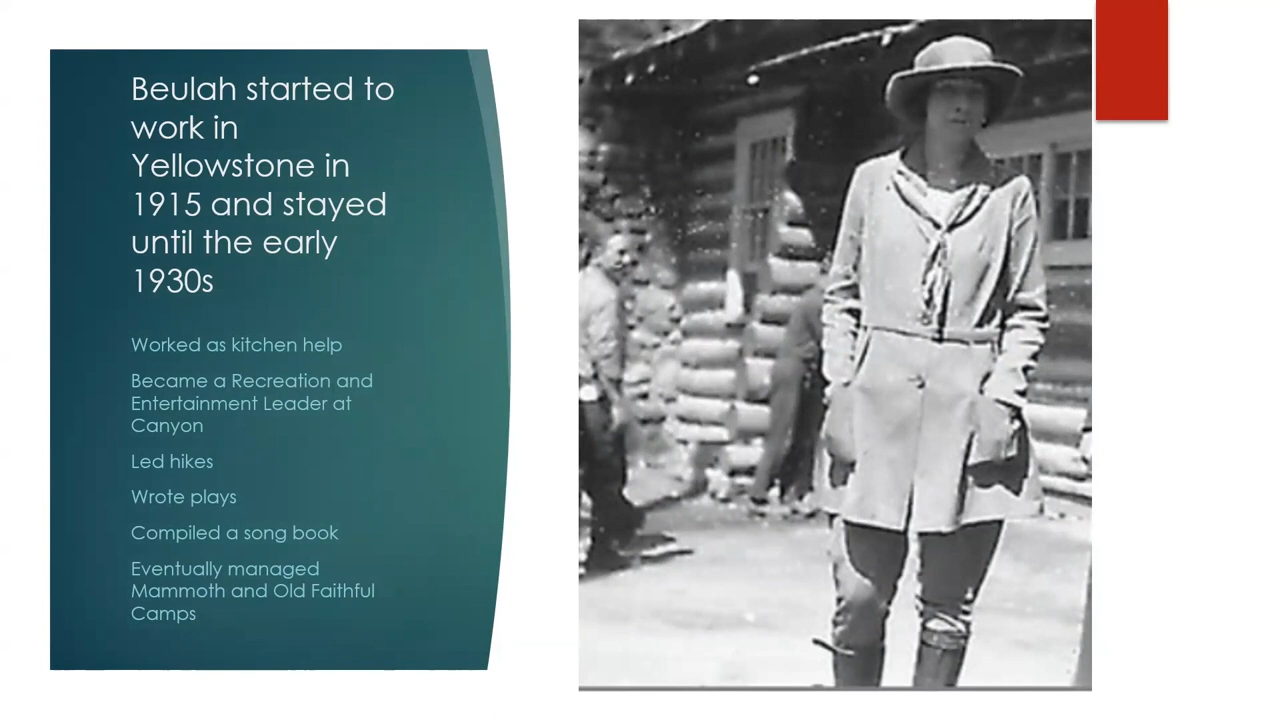 Beulah started to
work in
Yellowstone in
1915 and stayed
until the early
1930s
Worked as kitchen help
Became a Recreation and
Entertainment Leader at
Canyon
Led hikes
Wrote plays
Compiled a song book
Eventually managed
Mammoth and Old Faithful
Camps